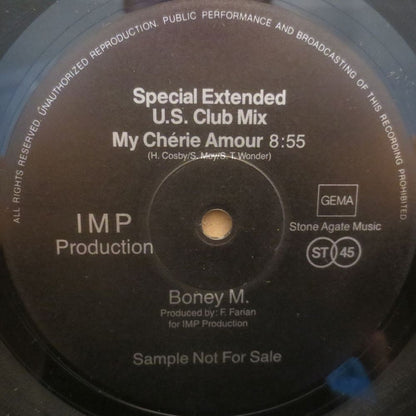 ALL RIGHTS RESERVED. UNAUTHORIZED REPRODUCTION, PUBLIC PERFORMANCE AND BROADCASTING OF THIS RECORDING PROHIBITED.
Special Extended
U.S. Club Mix
My Chérie Amour 8:55
(H. Cosby/S. Moy/S. T. Wonder)
IMP
Production
GEMA
Stone Agate Music
ST 45
Boney M.
Produced by: F. Farian
for IMP Production
Sample Not For Sale